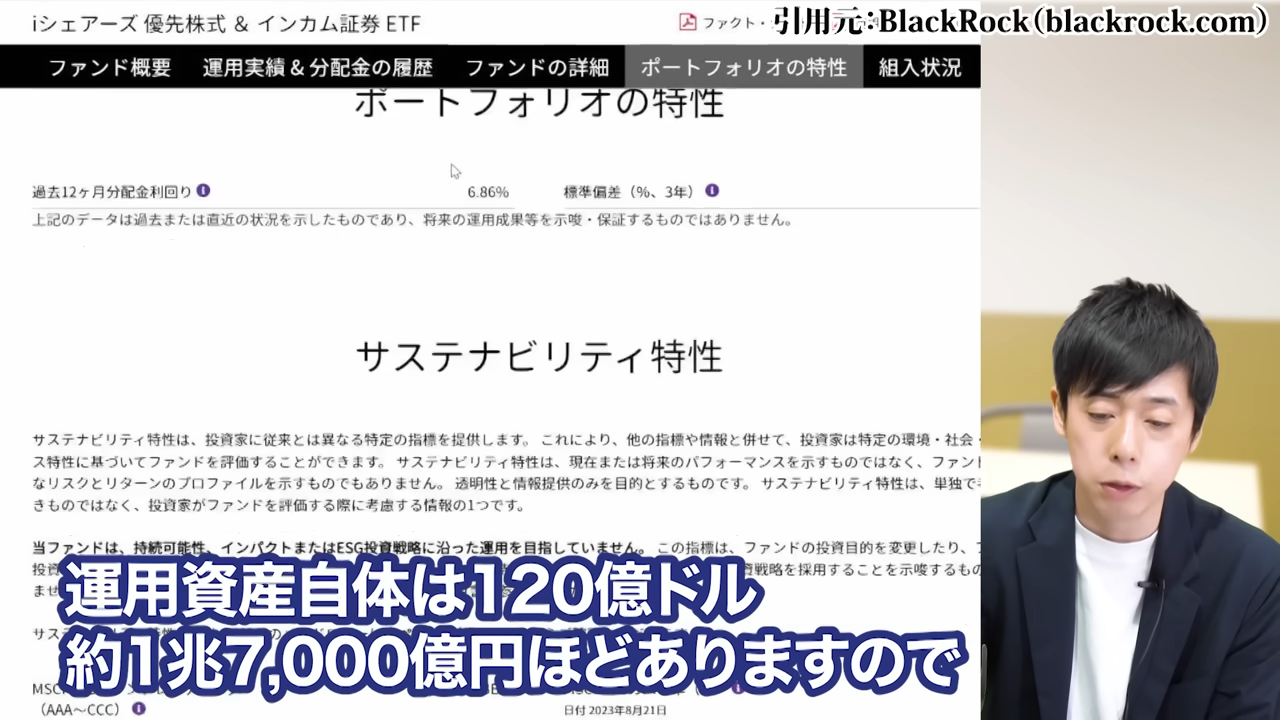 iシェアーズ 優先株式 & インカム証券 ETF
ファクト・
引用元：BlackRock（blackrock.com）
ファンド概要 運用実績 & 分配金の履歴 ファンドの詳細 ポートフォリオの特性 組入状況
ポートフォリオの特性
過去12ヶ月分配金利回り 6.86% 標準偏差（%、3年）
上記のデータは過去または直近の状況を示したものであり、将来の運用成果等を示唆・保証するものではありません。
サステナビリティ特性
サステナビリティ特性は、投資家に従来とは異なる特定の指標を提供します。 これにより、他の指標や情報と併せて、投資家は特定の環境・社会・
ス特性に基づいてファンドを評価することができます。 サステナビリティ特性は、現在または将来のパフォーマンスを示すものではなく、ファンド
なリスクとリターンのプロファイルを示すものでもありません。 透明性と情報提供のみを目的とするものです。 サステナビリティ特性は、単独で
きものではなく、投資家がファンドを評価する際に考慮する情報の1つです。
当ファンドは、持続可能性、インパクトまたはESG投資戦略に沿った運用を目指していません。 この指標は、ファンドの投資目的を変更したり、
戦略を採用することを示唆するもの
運用資産自体は120億ドル
約1兆7,000億円ほどありますので
（AAA～CCC）
日付 2023年8月21日